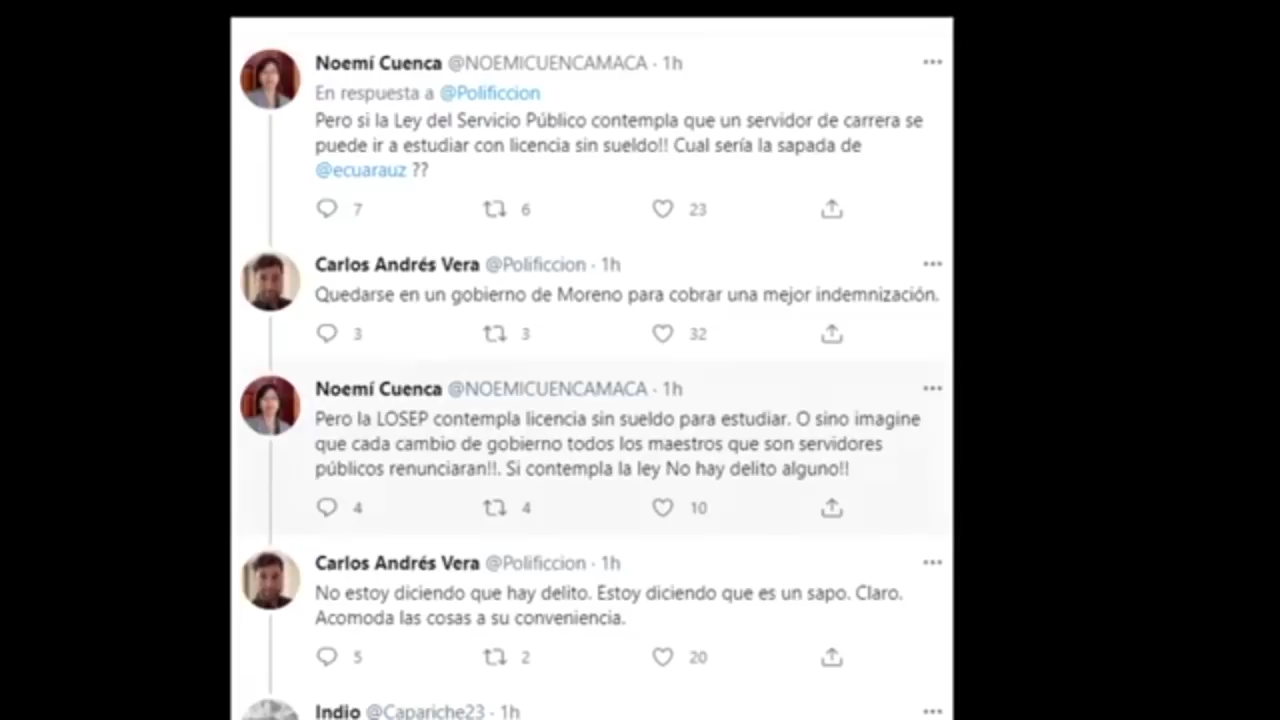 Noemí Cuenca @NOEMICUENCAMACA · 1h
En respuesta a @Polificcion
Pero si la Ley del Servicio Público contempla que un servidor de carrera se
puede ir a estudiar con licencia sin sueldo!! Cual sería la sapada de
@ecuarauz ??
7 6 23
Carlos Andrés Vera @Polificcion · 1h
Quedarse en un gobierno de Moreno para cobrar una mejor indemnización.
3 3 32
Noemí Cuenca @NOEMICUENCAMACA · 1h
Pero la LOSEP contempla licencia sin sueldo para estudiar. O sino imagine
que cada cambio de gobierno todos los maestros que son servidores
públicos renunciaran!!. Si contempla la ley No hay delito alguno!!
4 4 10
Carlos Andrés Vera @Polificcion · 1h
No estoy diciendo que hay delito. Estoy diciendo que es un sapo. Claro.
Acomoda las cosas a su conveniencia.
5 2 20
Indio @Capariche23 · 1h